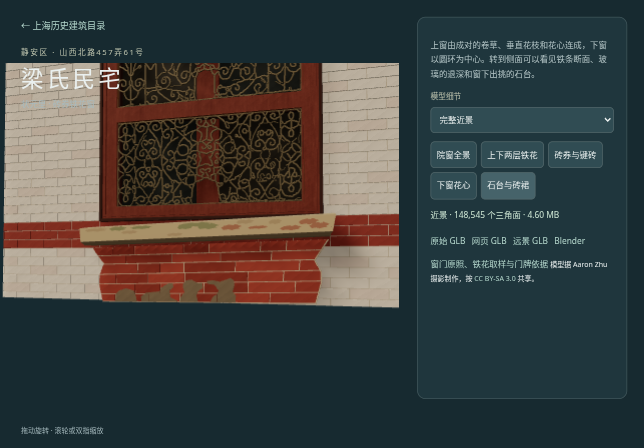 ← 上海历史建筑目录
静安区 · 山西北路457弄61号
梁氏民宅
上窗由成对的卷草、垂直花枝和花心连成，下窗
以圆环为中心。转到侧面可以看见铁条断面、玻
璃的退深和窗下出挑的石台。
模型细节
完整近景
院窗全景
上下两层铁花
砖券与键砖
下窗花心
石台与砖裙
近景 · 148,545 个三角面 · 4.60 MB
原始 GLB 网页 GLB 远景 GLB Blender
窗门原照、铁花取样与门牌依据 模型据 Aaron Zhu
摄影制作，按 CC BY-SA 3.0 共享。
拖动旋转 · 滚轮或双指缩放